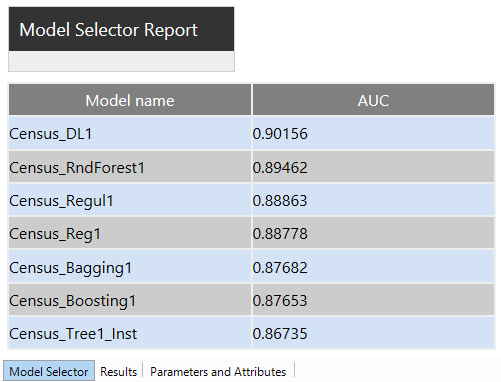 Model Selector Report
Model name AUC
Census_DL1 0.90156
Census_RndForest1 0.89462
Census_Regul1 0.88863
Census_Reg1 0.88778
Census_Bagging1 0.87682
Census_Boosting1 0.87653
Census_Tree1_Inst 0.86735
Model Selector Results Parameters and Attributes